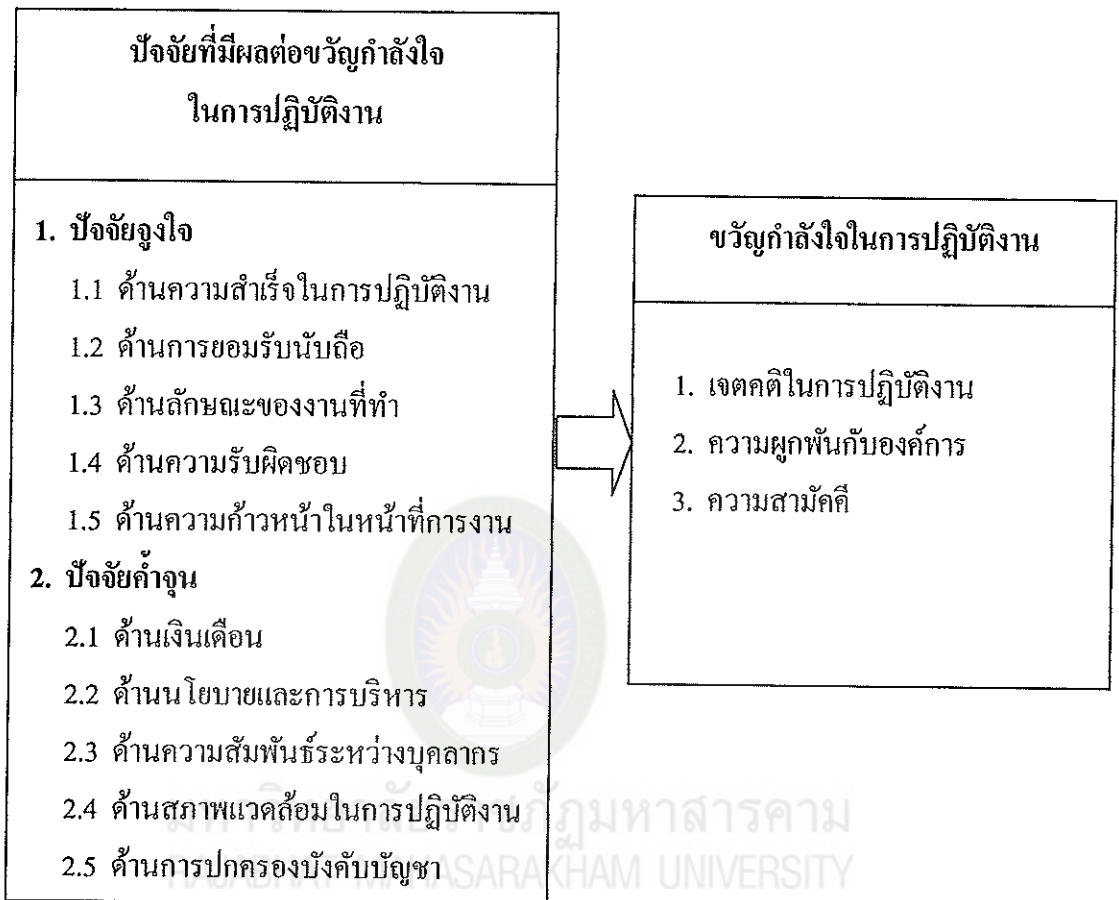 ปัจจัยที่มีผลต่อขวัญกำลังใจ
ในการปฏิบัติงาน
1. ปัจจัยจูงใจ
1.1 ด้านความสำเร็จในการปฏิบัติงาน
1.2 ด้านการยอมรับนับถือ
1.3 ด้านลักษณะของงานที่ทำ
1.4 ด้านความรับผิดชอบ
1.5 ด้านความก้าวหน้าในหน้าที่การงาน
2. ปัจจัยค้ำจุน
2.1 ด้านเงินเดือน
2.2 ด้านนโยบายและการบริหาร
2.3 ด้านความสัมพันธ์ระหว่างบุคลากร
2.4 ด้านสภาพแวดล้อมในการปฏิบัติงาน
2.5 ด้านการปกครองบังคับบัญชา
ขวัญกำลังใจในการปฏิบัติงาน
1. เจตคติในการปฏิบัติงาน
2. ความผูกพันกับองค์การ
3. ความสามัคคี
มหาวิทยาลัยราชภัฏมหาสารคาม
RAJABHAT MAHASARAKHAM UNIVERSITY